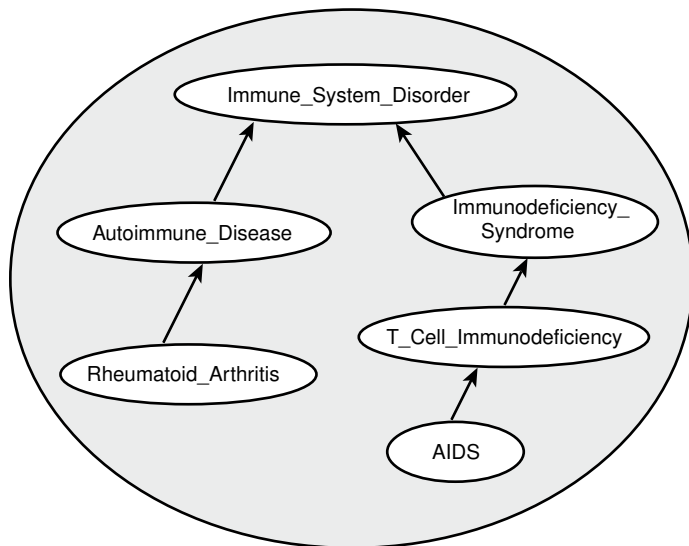 Immune_System_Disorder
Autoimmune_Disease
Immunodeficiency_
Syndrome
T_Cell_Immunodeficiency
Rheumatoid_Arthritis
AIDS